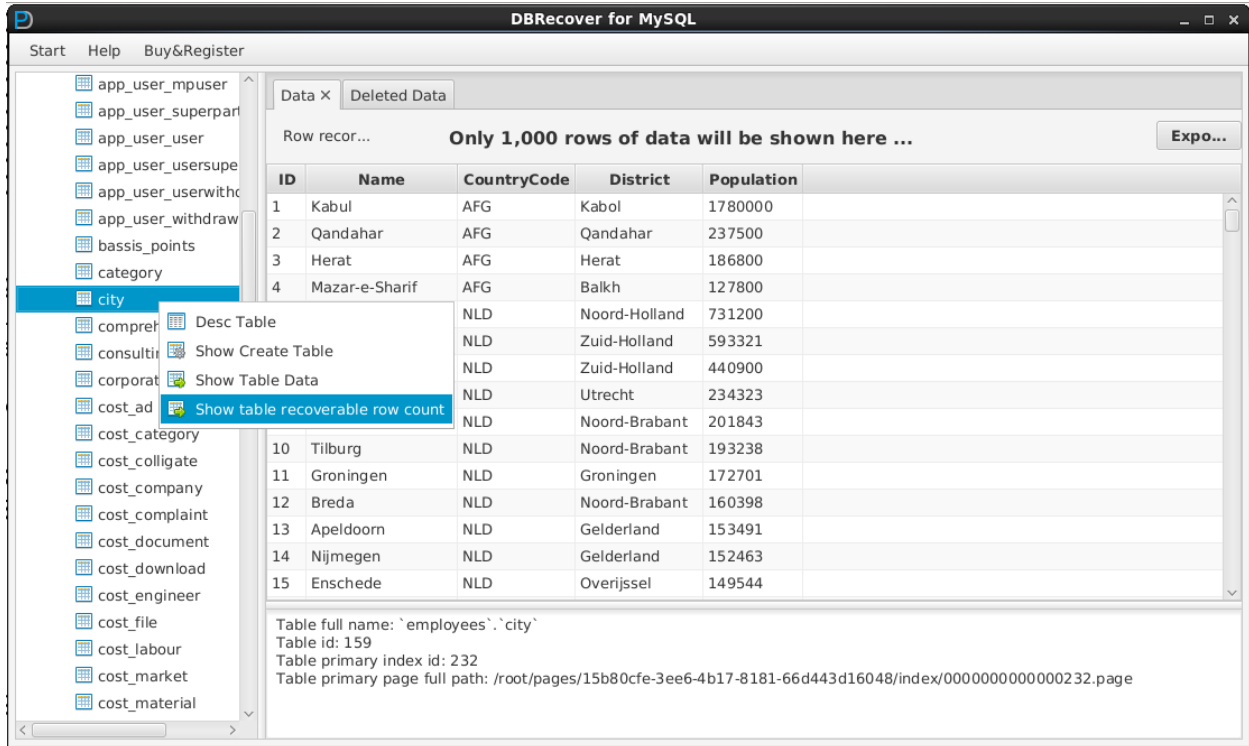 DBRecover for MySQL
Start Help Buy&Register
app_user_mpuser
app_user_superpart
app_user_user
app_user_usersupe
app_user_userwithd
app_user_withdraw
bassis_points
category
city
compreh
consultin
corporat
cost_ad
cost_category
cost_colligate
cost_company
cost_complaint
cost_document
cost_download
cost_engineer
cost_file
cost_labour
cost_market
cost_material
Desc Table
Show Create Table
Show Table Data
Show table recoverable row count
Data Deleted Data
Row recor... Only 1,000 rows of data will be shown here ... Expo...
ID Name CountryCode District Population
1 Kabul AFG Kabol 1780000
2 Qandahar AFG Qandahar 237500
3 Herat AFG Herat 186800
4 Mazar-e-Sharif AFG Balkh 127800
NLD Noord-Holland 731200
NLD Zuid-Holland 593321
NLD Zuid-Holland 440900
NLD Utrecht 234323
NLD Noord-Brabant 201843
10 Tilburg NLD Noord-Brabant 193238
11 Groningen NLD Groningen 172701
12 Breda NLD Noord-Brabant 160398
13 Apeldoorn NLD Gelderland 153491
14 Nijmegen NLD Gelderland 152463
15 Enschede NLD Overijssel 149544
Table full name: `employees`.`city`
Table id: 159
Table primary index id: 232
Table primary page full path: /root/pages/15b80cfe-3ee6-4b17-8181-66d443d16048/index/0000000000000232.page